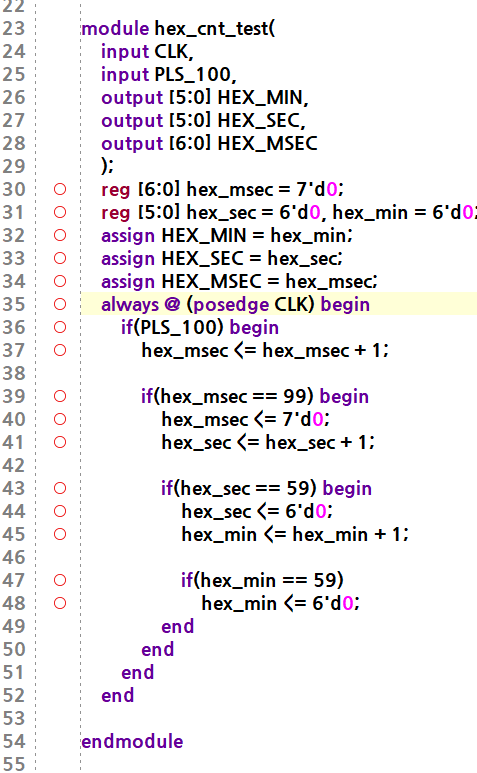 22
23 module hex_cnt_test(
24 input CLK,
25 input PLS_100,
26 output [5:0] HEX_MIN,
27 output [5:0] HEX_SEC,
28 output [6:0] HEX_MSEC
29 );
30 reg [6:0] hex_msec = 7'd0;
31 reg [5:0] hex_sec = 6'd0, hex_min = 6'd0;
32 assign HEX_MIN = hex_min;
33 assign HEX_SEC = hex_sec;
34 assign HEX_MSEC = hex_msec;
35 always @ (posedge CLK) begin
36 if(PLS_100) begin
37 hex_msec <= hex_msec + 1;
38
39 if(hex_msec == 99) begin
40 hex_msec <= 7'd0;
41 hex_sec <= hex_sec + 1;
42
43 if(hex_sec == 59) begin
44 hex_sec <= 6'd0;
45 hex_min <= hex_min + 1;
46
47 if(hex_min == 59)
48 hex_min <= 6'd0;
49 end
50 end
51 end
52 end
53
54 endmodule
55